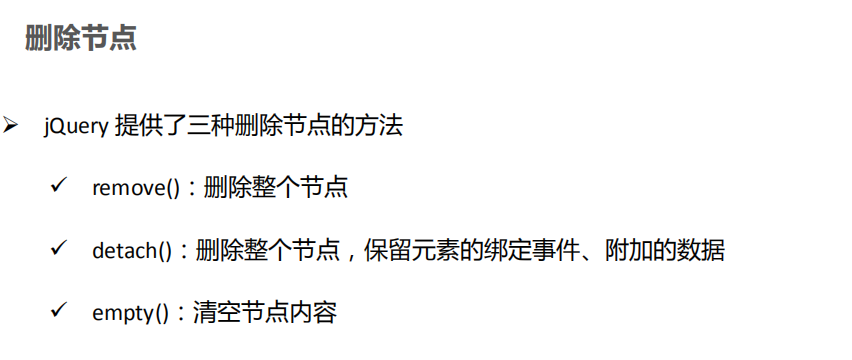 删除节点
jQuery 提供了三种删除节点的方法
remove()：删除整个节点
detach()：删除整个节点，保留元素的绑定事件、附加的数据
empty()：清空节点内容